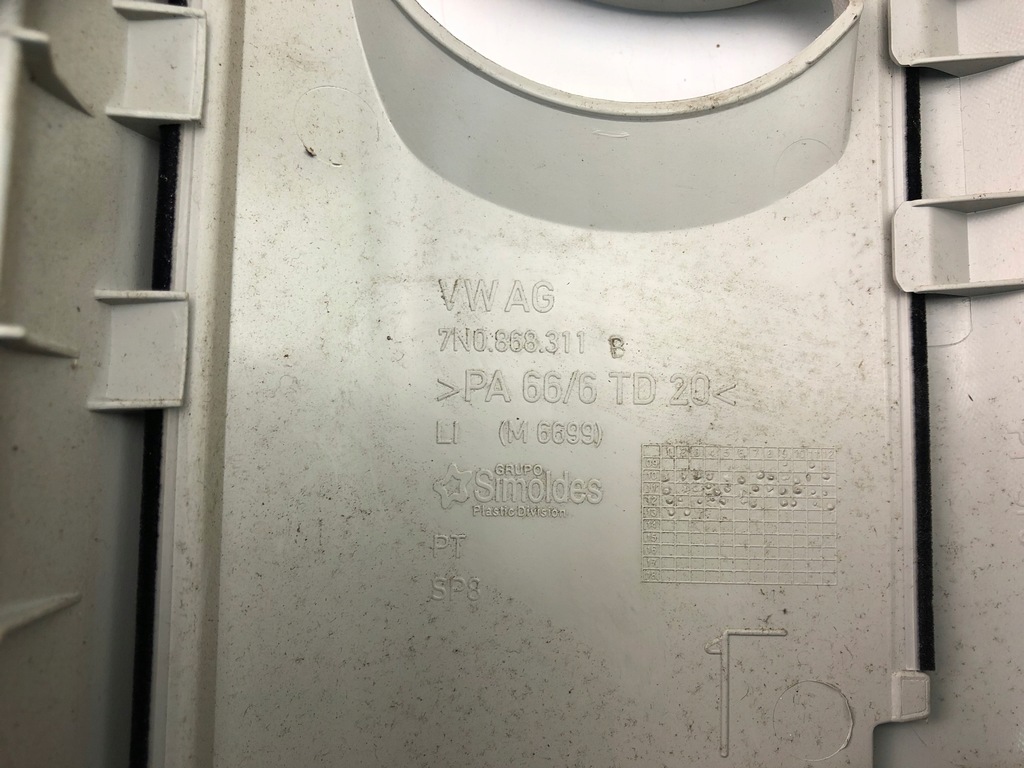 VW AG
7N0.868.311 B
>PA 66/6 TD 20<
LI (M 6699)
GRUPO
Simoldes
Plastic Division
PT
SP8